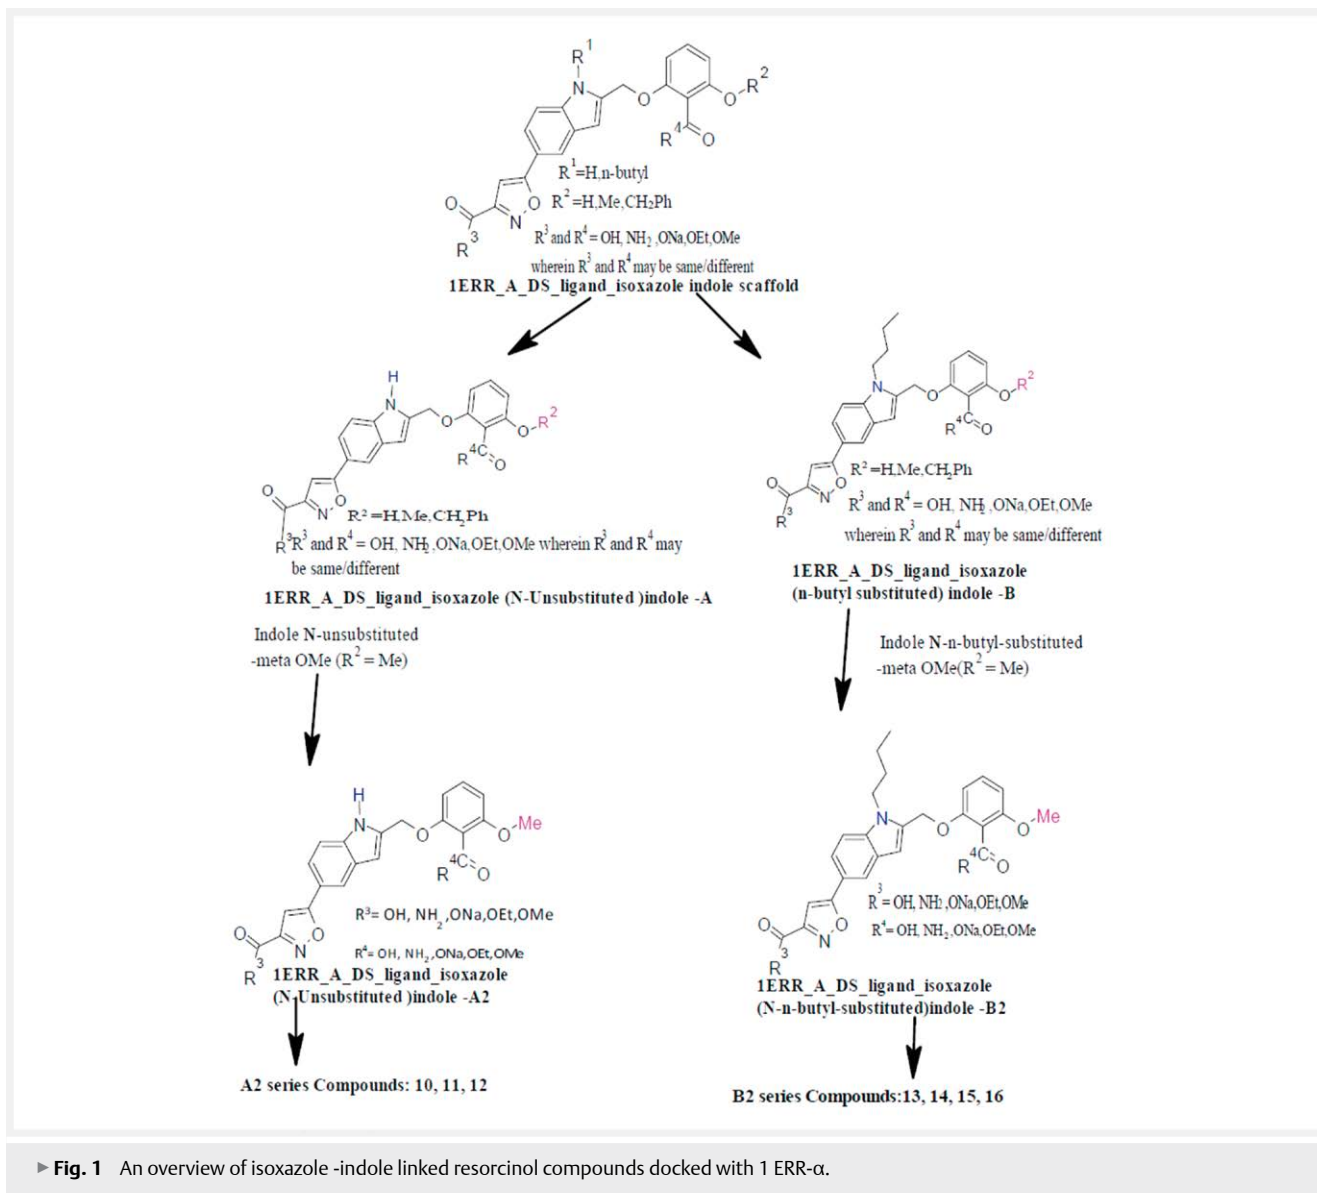 R1
N
O
O-R2
R4
O
R1=H,n-butyl
O
O
R2=H,Me,CH2Ph
N
R3
R3 and R4= OH, NH2 ,ONa,OEt,OMe
wherein R3 and R4 may be same/different
1ERR_A_DS_ligand_isoxazole indole scaffold
H
N
O
O-R2
R4C
O
O
O
N
R2=H,Me,CH2Ph
R3R3 and R4= OH, NH2 ,ONa,OEt,OMe wherein R3 and R4 may
be same/different
1ERR_A_DS_ligand_isoxazole (N-Unsubstituted )indole -A
N
O
O-R2
R4C
O
R2=H,Me,CH2Ph
O
O
N
R3
R3 and R4= OH, NH2 ,ONa,OEt,OMe
wherein R3 and R4 may be same/different
1ERR_A_DS_ligand_isoxazole
(n-butyl substituted) indole -B
Indole N-unsubstituted
-meta OMe (R2= Me)
Indole N-n-butyl-substituted
-meta OMe(R2= Me)
H
N
O
O-Me
R4C
O
R3= OH, NH2 ,ONa,OEt,OMe
O
O
N
R4= OH, NH2 ,ONa,OEt,OMe
R3
1ERR_A_DS_ligand_isoxazole
(N-Unsubstituted )indole -A2
N
O
O-Me
R4C
O
R3= OH, NH2 ,ONa,OEt,OMe
O
O
N
R4= OH, NH2 ,ONa,OEt,OMe
R3
1ERR_A_DS_ligand_isoxazole
(N-n-butyl-substituted)indole -B2
A2 series Compounds: 10, 11, 12
B2 series Compounds:13, 14, 15, 16
▶ Fig. 1 An overview of isoxazole -indole linked resorcinol compounds docked with 1 ERR-α.